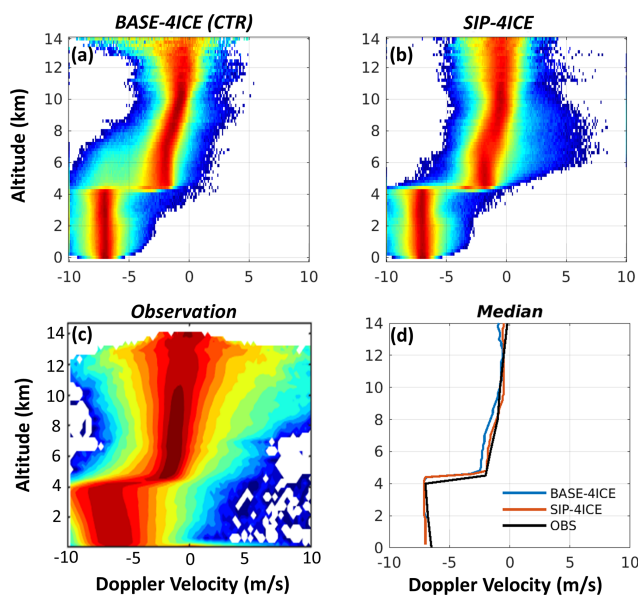 BASE-4ICE (CTR)
SIP-4ICE
(a)
(b)
14
12
10
8
6
4
2
0
14
12
10
8
6
4
2
0
Altitude (km)
-10 -5 0 5 10
-10 -5 0 5 10
Observation
Median
(c)
(d)
14
12
10
8
6
4
2
14
12
10
8
6
4
2
0
Altitude (km)
BASE-4ICE
SIP-4ICE
OBS
-10 -5 0 5 10
-10 -5 0 5 10
Doppler Velocity (m/s)
Doppler Velocity (m/s)